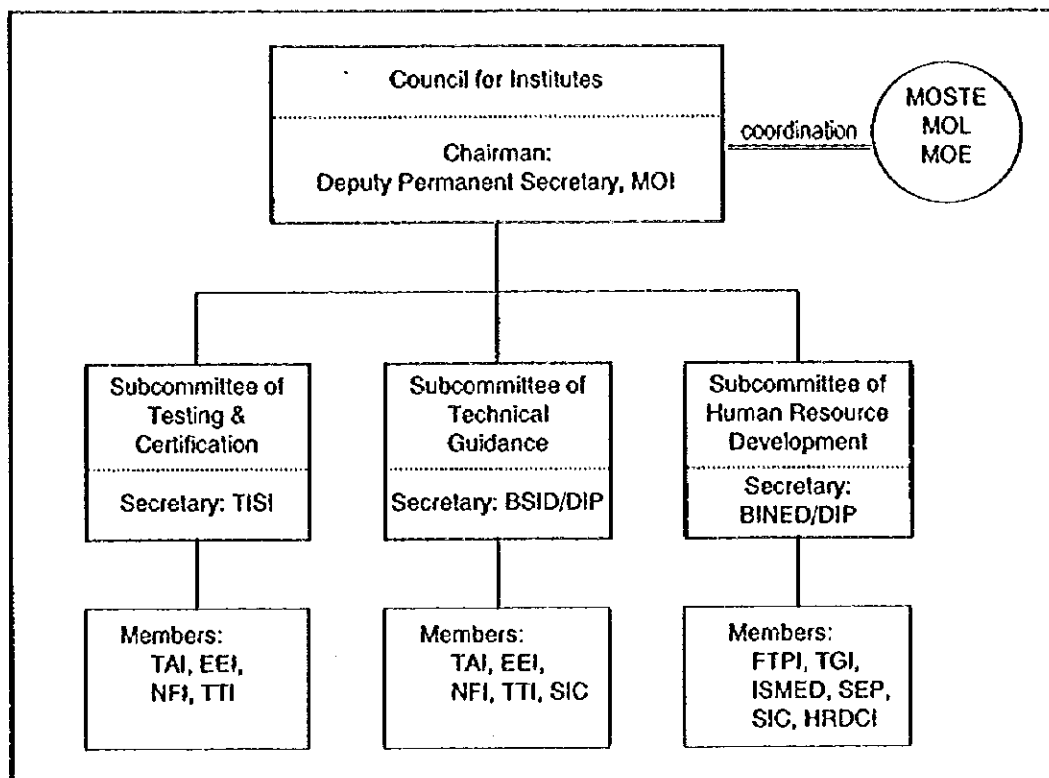 Council for Institutes
Chairman:
Deputy Permanent Secretary, MOI
coordination
MOSTE
MOL
MOE
Subcommittee of
Testing &
Certification
Secretary: TISI
Subcommittee of
Technical
Guidance
Secretary: BSID/DIP
Subcommittee of
Human Resource
Development
Secretary:
BINED/DIP
Members:
TAI, EEI,
NFI, TTI
Members:
TAI, EEI,
NFI, TTI, SIC
Members:
FTPI, TGI,
ISMED, SEP,
SIC, HRDCI